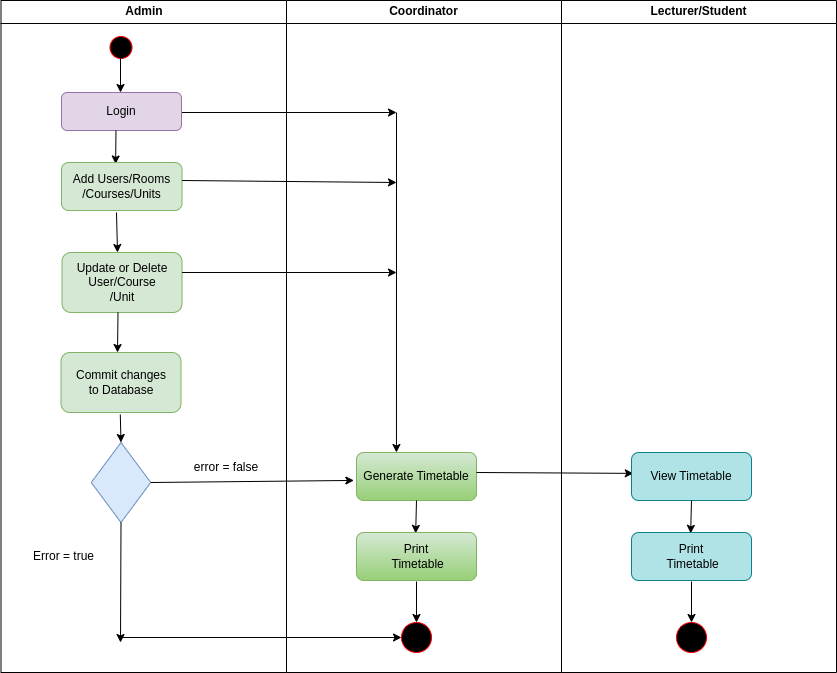 Admin
Coordinator
Lecturer/Student
Login
Add Users/Rooms
/Courses/Units
Update or Delete
User/Course
/Unit
Commit changes
to Database
error = false
Generate Timetable
View Timetable
Error = true
Print
Timetable
Print
Timetable